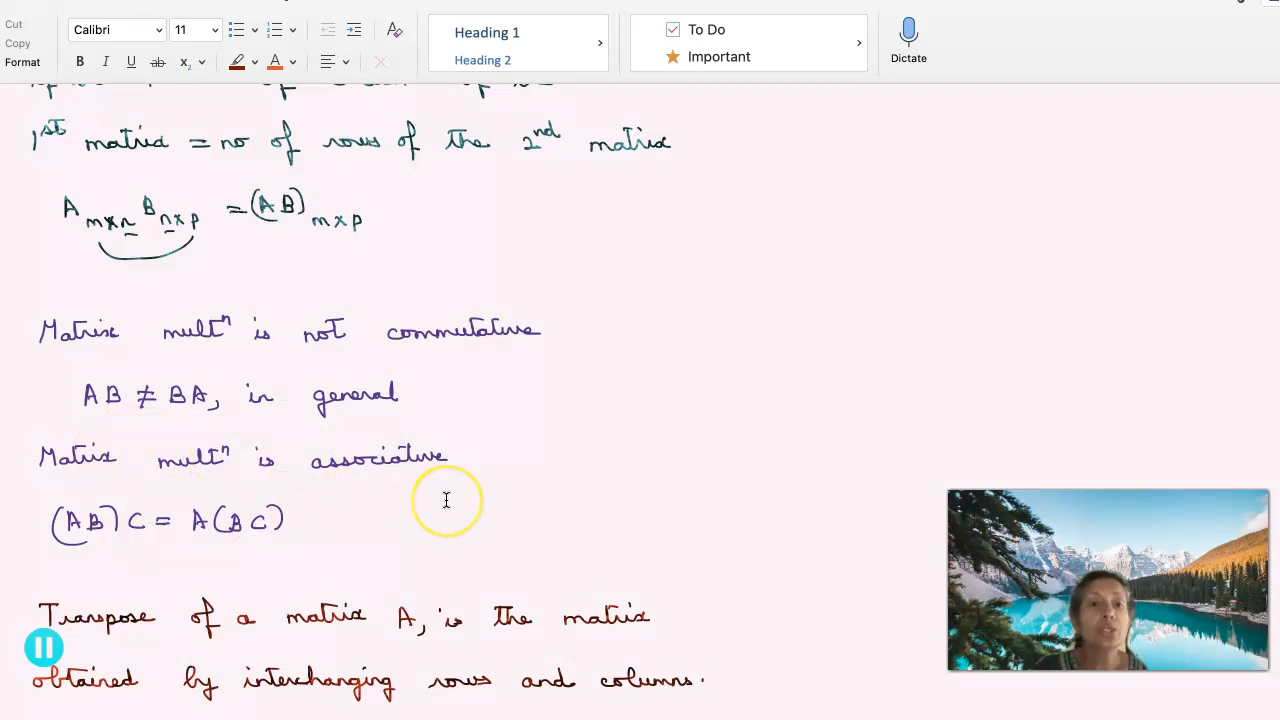 Cut
Copy
Format
Calibri
11
Heading 1
Heading 2
To Do
Important
Dictate
1st matrix = no of rows of the 2nd matrix
A m×n B n×p = (AB) m×p
Matrix multn is not commutative
AB ≠ BA, in general
Matrix multn is associative
(AB)C = A(BC)
Transpose of a matrix A, is the matrix
obtained by interchanging rows and columns.